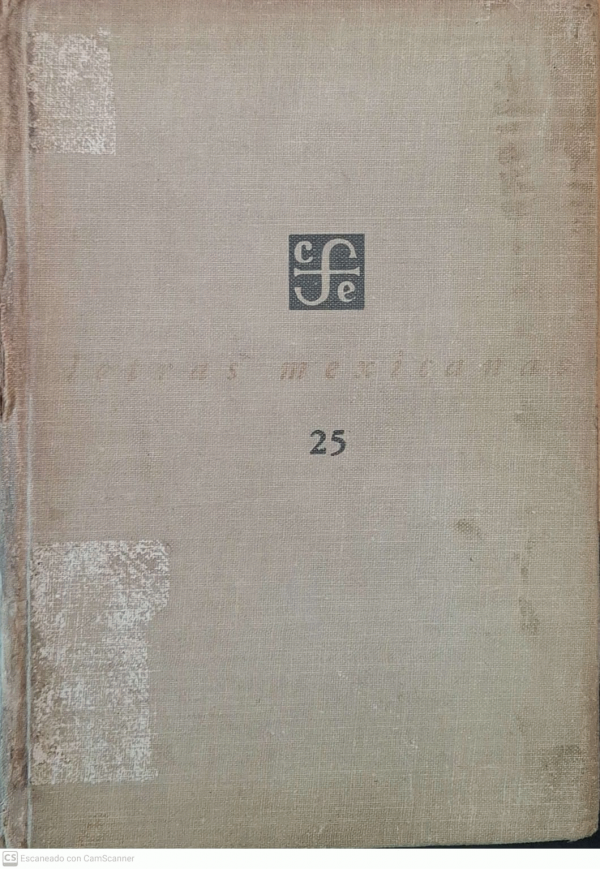 c f e
letras mexicanas
25
CS Escaneado con CamScanner